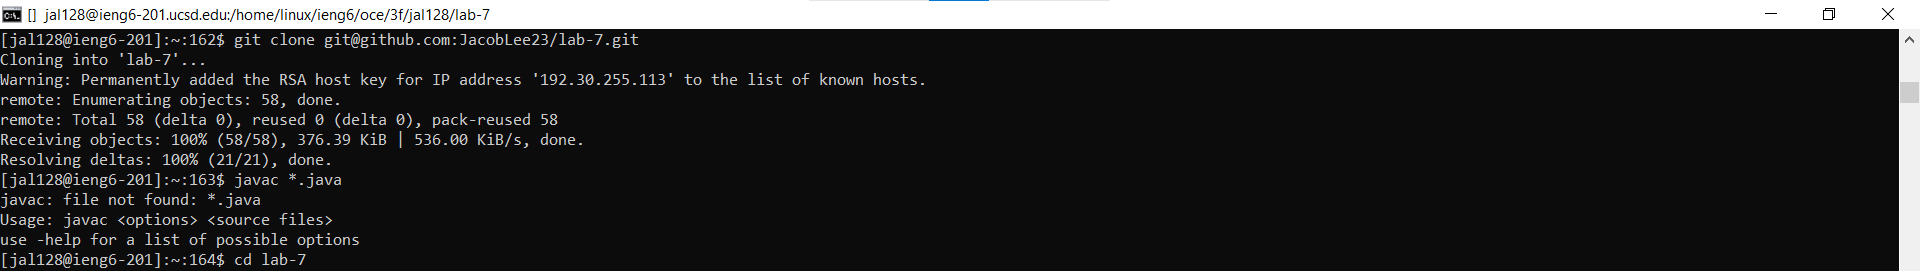 [] jal128@ieng6-201.ucsd.edu:/home/linux/ieng6/oce/3f/jal128/lab-7
[jal128@ieng6-201]:~:162$ git clone git@github.com:JacobLee23/lab-7.git
Cloning into 'lab-7'...
Warning: Permanently added the RSA host key for IP address '192.30.255.113' to the list of known hosts.
remote: Enumerating objects: 58, done.
remote: Total 58 (delta 0), reused 0 (delta 0), pack-reused 58
Receiving objects: 100% (58/58), 376.39 KiB | 536.00 KiB/s, done.
Resolving deltas: 100% (21/21), done.
[jal128@ieng6-201]:~:163$ javac *.java
javac: file not found: *.java
Usage: javac <options> <source files>
use -help for a list of possible options
[jal128@ieng6-201]:~:164$ cd lab-7